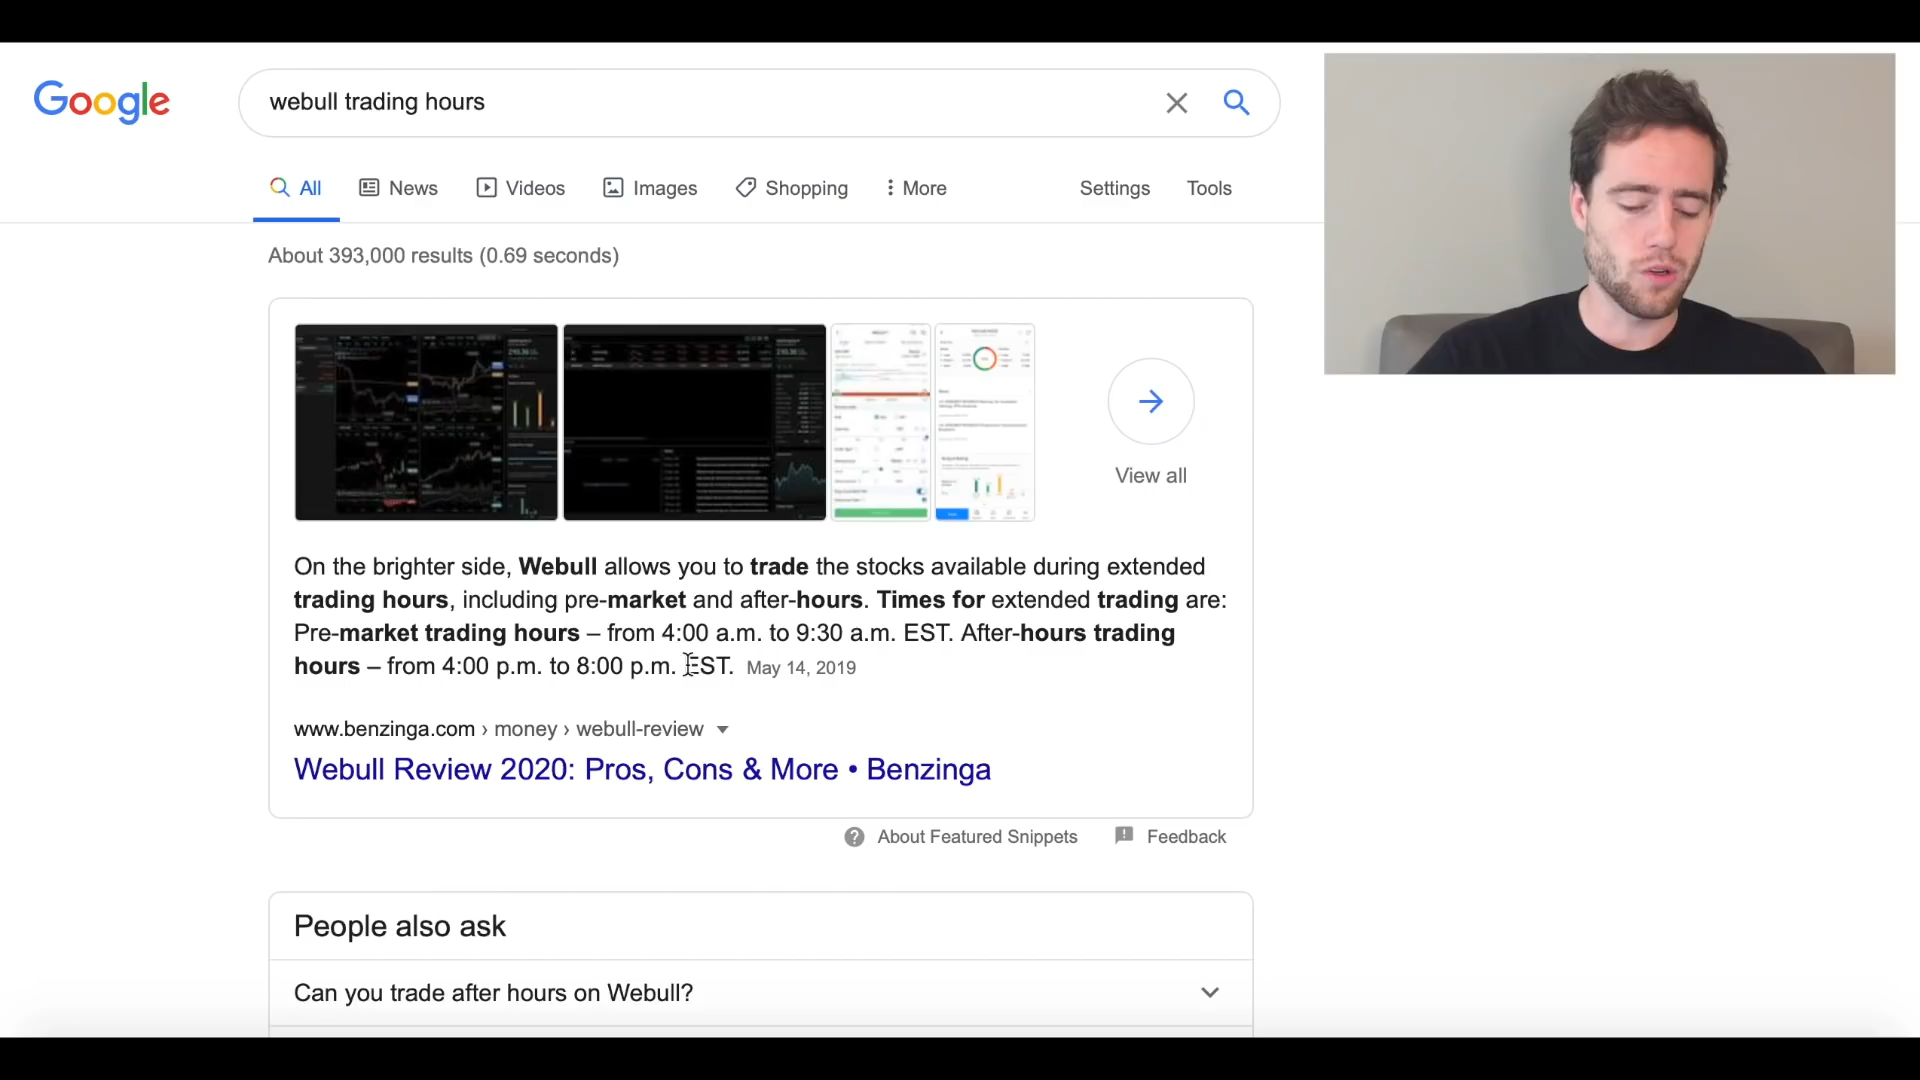 Google
webull trading hours
All
News
Videos
Images
Shopping
More
Settings
Tools
About 393,000 results (0.69 seconds)
View all
On the brighter side, Webull allows you to trade the stocks available during extended
trading hours, including pre-market and after-hours. Times for extended trading are:
Pre-market trading hours – from 4:00 a.m. to 9:30 a.m. EST. After-hours trading
hours – from 4:00 p.m. to 8:00 p.m. EST. May 14, 2019
www.benzinga.com › money › webull-review
Webull Review 2020: Pros, Cons & More • Benzinga
About Featured Snippets
Feedback
People also ask
Can you trade after hours on Webull?